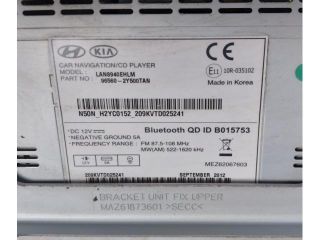 HYUNDAI KIA
CAR NAVIGATION/CD PLAYER
MODEL : LAN8940EHLM
PART NO : 96560-2Y500TAN
E11 10R-035102
Made in Korea
N50N_H2YC0152_209KVTD025241
*DC 12V
*NEGATIVE GROUND 5A
*FREQUENCY RANGE : FM 87.5-108 MHz
MW(AM) 522-1620 kHz
Bluetooth QD ID B015753
MEZ62067603
209KVTD025241
SEPTEMBER 2012
BRACKET UNIT FIX UPPER
MAZ61873601 >SECC<